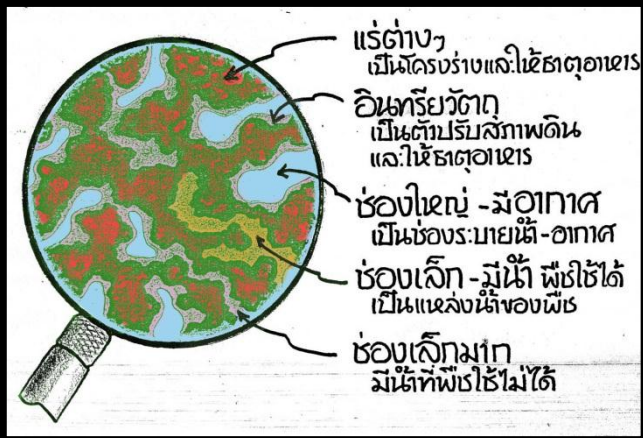 แร่ต่างๆ
เป็นโครงร่างและให้ธาตุอาหาร
อินทรียวัตถุ
เป็นตัวปรับสภาพดิน
และให้ธาตุอาหาร
ช่องใหญ่ - มีอากาศ
เป็นช่องระบายน้ำ - อากาศ
ช่องเล็ก - มีน้ำ พืชใช้ได้
เป็นแหล่งน้ำของพืช
ช่องเล็กมาก
มีน้ำที่พืชใช้ไม่ได้